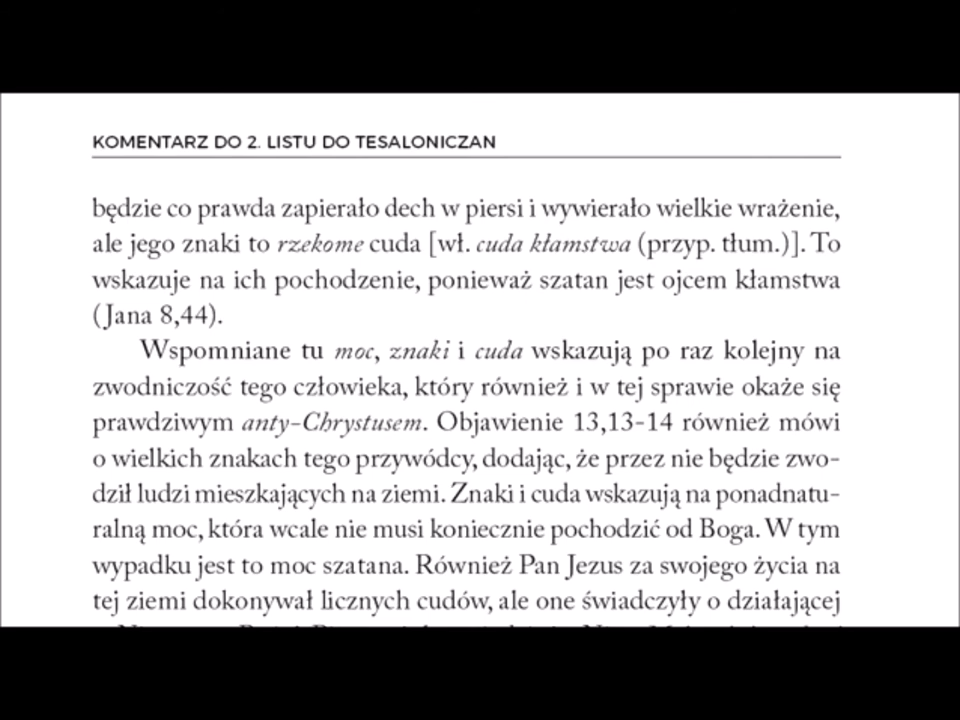 KOMENTARZ DO 2. LISTU DO TESALONICZAN
będzie co prawda zapierało dech w piersi i wywierało wielkie wrażenie,
ale jego znaki to rzekome cuda [wł. cuda kłamstwa (przyp. tłum.)]. To
wskazuje na ich pochodzenie, ponieważ szatan jest ojcem kłamstwa
(Jana 8,44).
Wspomniane tu moc, znaki i cuda wskazują po raz kolejny na
zwodniczość tego człowieka, który również i w tej sprawie okaże się
prawdziwym anty-Chrystusem. Objawienie 13,13-14 również mówi
o wielkich znakach tego przywódcy, dodając, że przez nie będzie zwo-
dził ludzi mieszkających na ziemi. Znaki i cuda wskazują na ponadnatu-
ralną moc, która wcale nie musi koniecznie pochodzić od Boga. W tym
wypadku jest to moc szatana. Również Pan Jezus za swojego życia na
tej ziemi dokonywał licznych cudów, ale one świadczyły o działającej